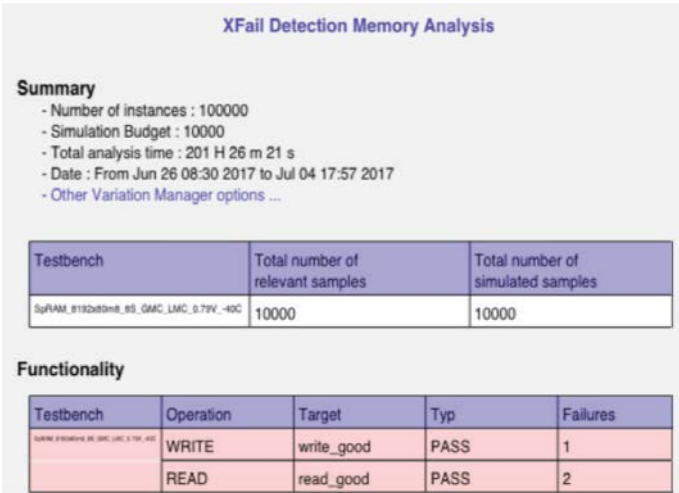 XFail Detection Memory Analysis
Summary
- Number of instances : 100000
- Simulation Budget : 10000
- Total analysis time : 201 H 26 m 21 s
- Date : From Jun 26 08:30 2017 to Jul 04 17:57 2017
- Other Variation Manager options ...
Testbench Total number of relevant samples Total number of simulated samples
SpRAM_8192x80m8_8S_GMC_LMC_0.79V_-40C 10000 10000
Functionality
Testbench Operation Target Typ Failures
WRITE write_good PASS 1
READ read_good PASS 2